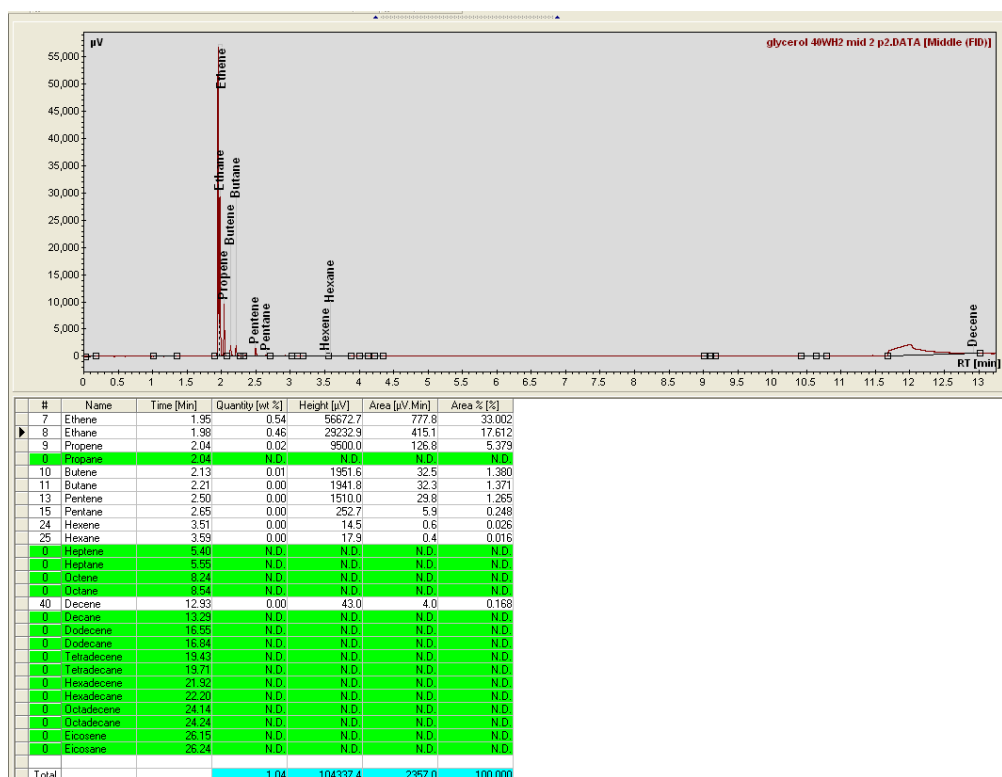 µV
glycerol 40WH2 mid 2 p2.DATA [Middle (FID)]
55,000
50,000
45,000
40,000
35,000
30,000
25,000
20,000
15,000
10,000
5,000
0
Ethene
Ethane
Propene
Butene
Butane
Pentene
Pentane
Hexene
Hexane
Decene
RT [min]
0 0.5 1 1.5 2 2.5 3 3.5 4 4.5 5 5.5 6 6.5 7 7.5 8 8.5 9 9.5 10 10.5 11 11.5 12 12.5 13
# Name Time [Min] Quantity [wt %] Height [µV] Area [µV.Min] Area % [%]
7 Ethene 1.95 0.54 56672.7 777.8 33.002
8 Ethane 1.98 0.46 29232.9 415.1 17.612
9 Propene 2.04 0.02 9500.0 126.8 5.379
0 Propane 2.04 N.D. N.D. N.D. N.D.
10 Butene 2.13 0.01 1951.6 32.5 1.380
11 Butane 2.21 0.00 1941.8 32.3 1.371
13 Pentene 2.50 0.00 1510.0 29.8 1.265
15 Pentane 2.65 0.00 252.7 5.9 0.248
24 Hexene 3.51 0.00 14.5 0.6 0.026
25 Hexane 3.59 0.00 17.9 0.4 0.016
0 Heptene 5.40 N.D. N.D. N.D. N.D.
0 Heptane 5.55 N.D. N.D. N.D. N.D.
0 Octene 8.24 N.D. N.D. N.D. N.D.
0 Octane 8.54 N.D. N.D. N.D. N.D.
40 Decene 12.93 0.00 43.0 4.0 0.168
0 Decane 13.29 N.D. N.D. N.D. N.D.
0 Dodecene 16.55 N.D. N.D. N.D. N.D.
0 Dodecane 16.84 N.D. N.D. N.D. N.D.
0 Tetradecene 19.43 N.D. N.D. N.D. N.D.
0 Tetradecane 19.71 N.D. N.D. N.D. N.D.
0 Hexadecene 21.92 N.D. N.D. N.D. N.D.
0 Hexadecane 22.20 N.D. N.D. N.D. N.D.
0 Octadecene 24.14 N.D. N.D. N.D. N.D.
0 Octadecane 24.24 N.D. N.D. N.D. N.D.
0 Eicosene 26.15 N.D. N.D. N.D. N.D.
0 Eicosane 26.24 N.D. N.D. N.D. N.D.
Total 1.04 104337.4 2357.0 100.000